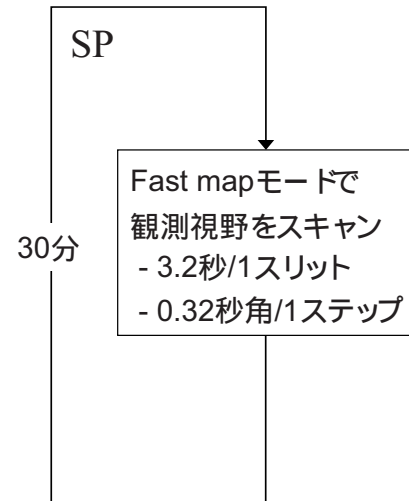 SP
Fast mapモードで
観測視野をスキャン
- 3.2秒/1スリット
- 0.32秒角/1ステップ
30分